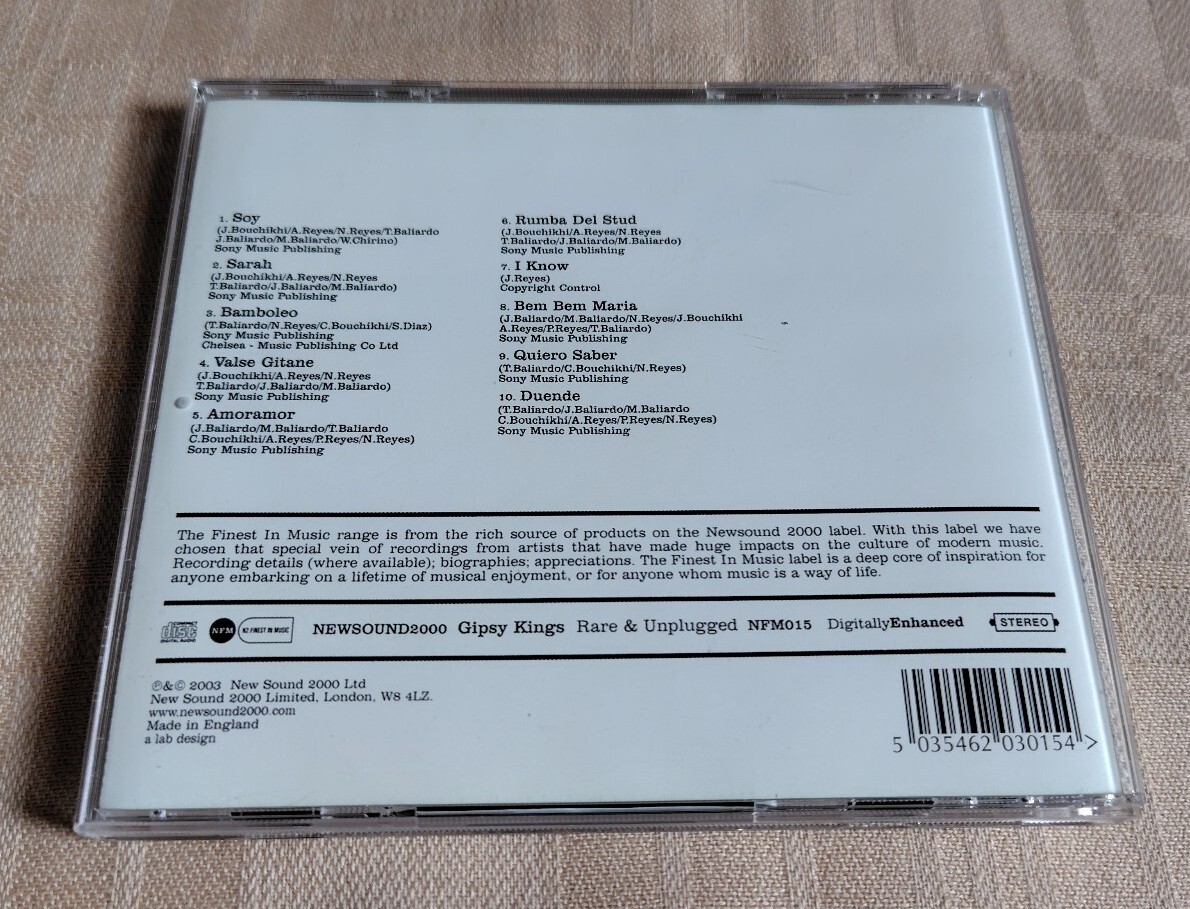 1. Soy
(J.Bouchikhi/A.Reyes/N.Reyes/T.Baliardo
J.Baliardo/M.Baliardo/W.Chirino)
Sony Music Publishing
2. Sarah
(J.Bouchikhi/A.Reyes/N.Reyes
T.Baliardo/J.Baliardo/M.Baliardo)
Sony Music Publishing
3. Bamboleo
(T.Baliardo/N.Reyes/C.Bouchikhi/S.Diaz)
Sony Music Publishing
Chelsea - Music Publishing Co Ltd
4. Valse Gitane
(J.Bouchikhi/A.Reyes/N.Reyes
T.Baliardo/J.Baliardo/M.Baliardo)
Sony Music Publishing
5. Amoramor
(J.Baliardo/M.Baliardo/T.Baliardo
C.Bouchikhi/A.Reyes/P.Reyes/N.Reyes)
Sony Music Publishing
6. Rumba Del Stud
(J.Bouchikhi/A.Reyes/N.Reyes
T.Baliardo/J.Baliardo/M.Baliardo)
Sony Music Publishing
7. I Know
(J.Reyes)
Copyright Control
8. Bem Bem Maria
(J.Baliardo/M.Baliardo/N.Reyes/J.Bouchikhi
A.Reyes/P.Reyes/T.Baliardo)
Sony Music Publishing
9. Quiero Saber
(T.Baliardo/C.Bouchikhi/N.Reyes)
Sony Music Publishing
10. Duende
(T.Baliardo/J.Baliardo/M.Baliardo
C.Bouchikhi/A.Reyes/P.Reyes/N.Reyes)
Sony Music Publishing
The Finest In Music range is from the rich source of products on the Newsound 2000 label. With this label we have
chosen that special vein of recordings from artists that have made huge impacts on the culture of modern music.
Recording details (where available); biographies; appreciations. The Finest In Music label is a deep core of inspiration for
anyone embarking on a lifetime of musical enjoyment, or for anyone whom music is a way of life.
COMPACT disc DIGITAL AUDIO NFM N2 FINEST IN MUSIC NEWSOUND2000 Gipsy Kings Rare & Unplugged NFM015 DigitallyEnhanced STEREO
℗&© 2003 New Sound 2000 Ltd
New Sound 2000 Limited, London, W8 4LZ.
www.newsound2000.com
Made in England
a lab design
5 035462 030154 >